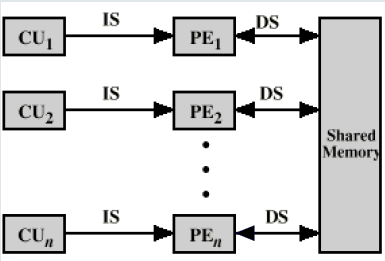 CU1 IS PE1 DS
CU2 IS PE2 DS
Shared
Memory
CUn IS PEn DS